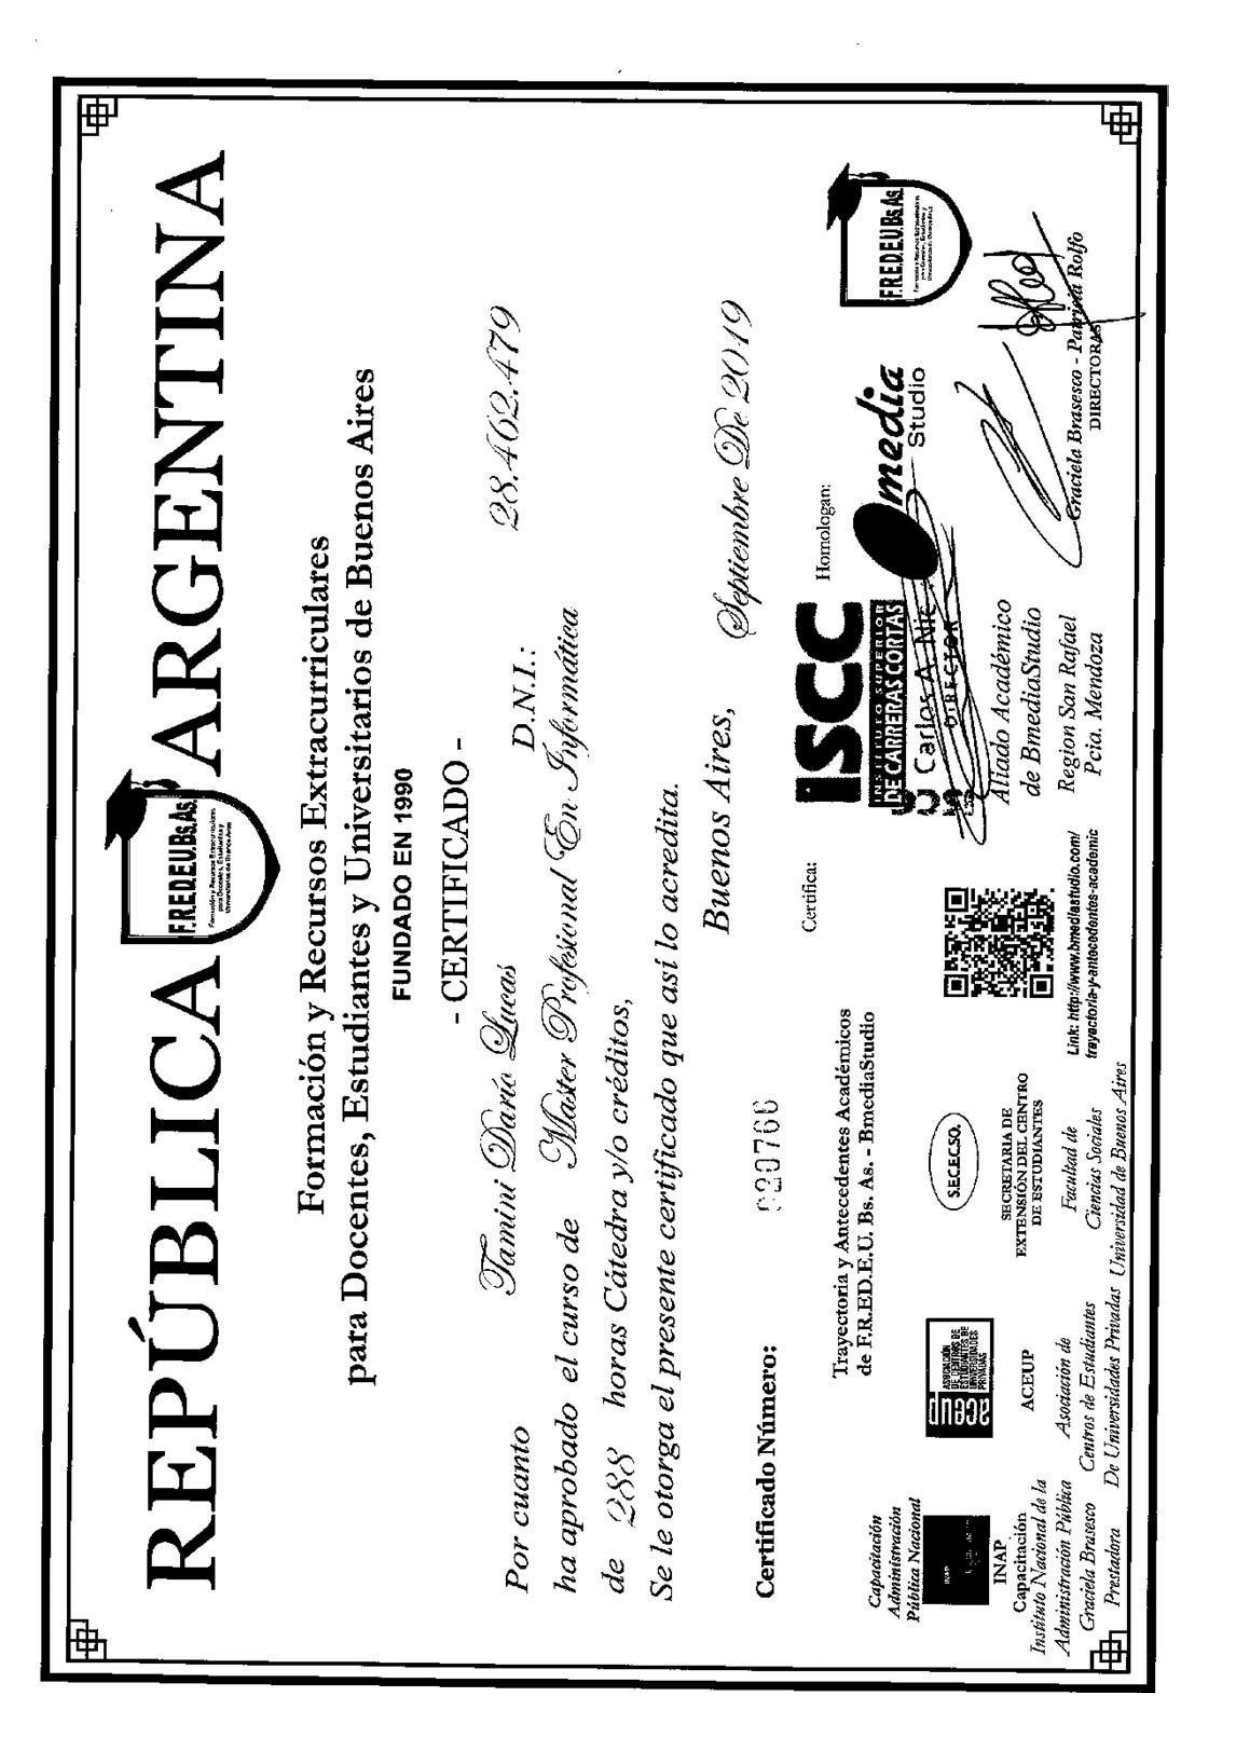 REPÚBLICA ARGENTINA
F.R.E.D.E.U.Bs.As.
Formación y Recursos Extracurriculares
para Docentes, Estudiantes y
Universitarios de Buenos Aires
Formación y Recursos Extracurriculares
para Docentes, Estudiantes y Universitarios de Buenos Aires
FUNDADO EN 1990
- CERTIFICADO -
Por cuanto Tamini Darío Lucas D.N.I.: 28.462.479
ha aprobado el curso de Master Profesional En Informática
de 288 horas Cátedra y/o créditos,
Se le otorga el presente certificado que así lo acredita.
Buenos Aires, Septiembre De 2019
Certificado Número: 020766
Trayectoria y Antecedentes Académicos
de F.R.ED.E.U. Bs. As. - BmediaStudio
Capacitación
Administración
Pública Nacional
INAP
INAP
Capacitación
Instituto Nacional de la
Administración Pública
Graciela Brasesco
Prestadora
aceup
ASOCIACIÓN
DE CENTROS DE
ESTUDIANTES DE
UNIVERSIDADES
PRIVADAS
ACEUP
Asociación de
Centros de Estudiantes
De Universidades Privadas
S.E.C.E.C.SO.
SECRETARIA DE
EXTENSIÓN DEL CENTRO
DE ESTUDIANTES
Facultad de
Ciencias Sociales
Universidad de Buenos Aires
Link: http://www.bmediastudio.com/
trayectoria-y-antecedentes-academic
Certifica:
ISCC
INSTITUTO SUPERIOR
DE CARRERAS CORTAS
Carlos A.
DIRECTOR
Aliado Académico
de BmediaStudio
Region San Rafael
Pcia. Mendoza
Homologan:
media
Studio
F.R.E.D.E.U.Bs.As.
Graciela Brasesco - Patricia Rolfo
DIRECTORAS